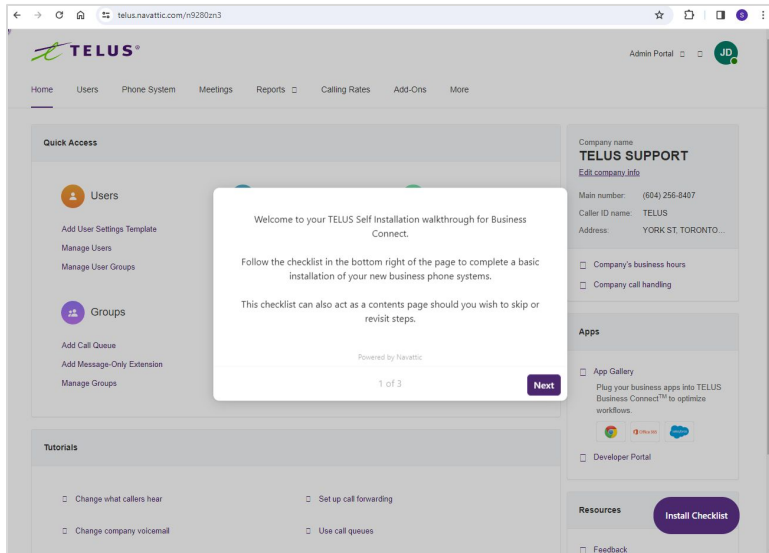 telus.navattic.com/n9280zn3
S
TELUS®
Admin Portal
JD
Home Users Phone System Meetings Reports Calling Rates Add-Ons More
Quick Access
Users
Add User Settings Template
Manage Users
Manage User Groups
Groups
Add Call Queue
Add Message-Only Extension
Manage Groups
Welcome to your TELUS Self Installation walkthrough for Business
Connect.
Follow the checklist in the bottom right of the page to complete a basic
installation of your new business phone systems.
This checklist can also act as a contents page should you wish to skip or
revisit steps.
Powered by Navattic
1 of 3
Next
Company name
TELUS SUPPORT
Edit company info
Main number: (604) 256-8407
Caller ID name: TELUS
Address: YORK ST, TORONTO...
Company's business hours
Company call handling
Apps
App Gallery
Plug your business apps into TELUS
Business Connect™ to optimize
workflows.
Office 365
Developer Portal
Tutorials
Change what callers hear
Set up call forwarding
Change company voicemail
Use call queues
Resources
Install Checklist
Feedback